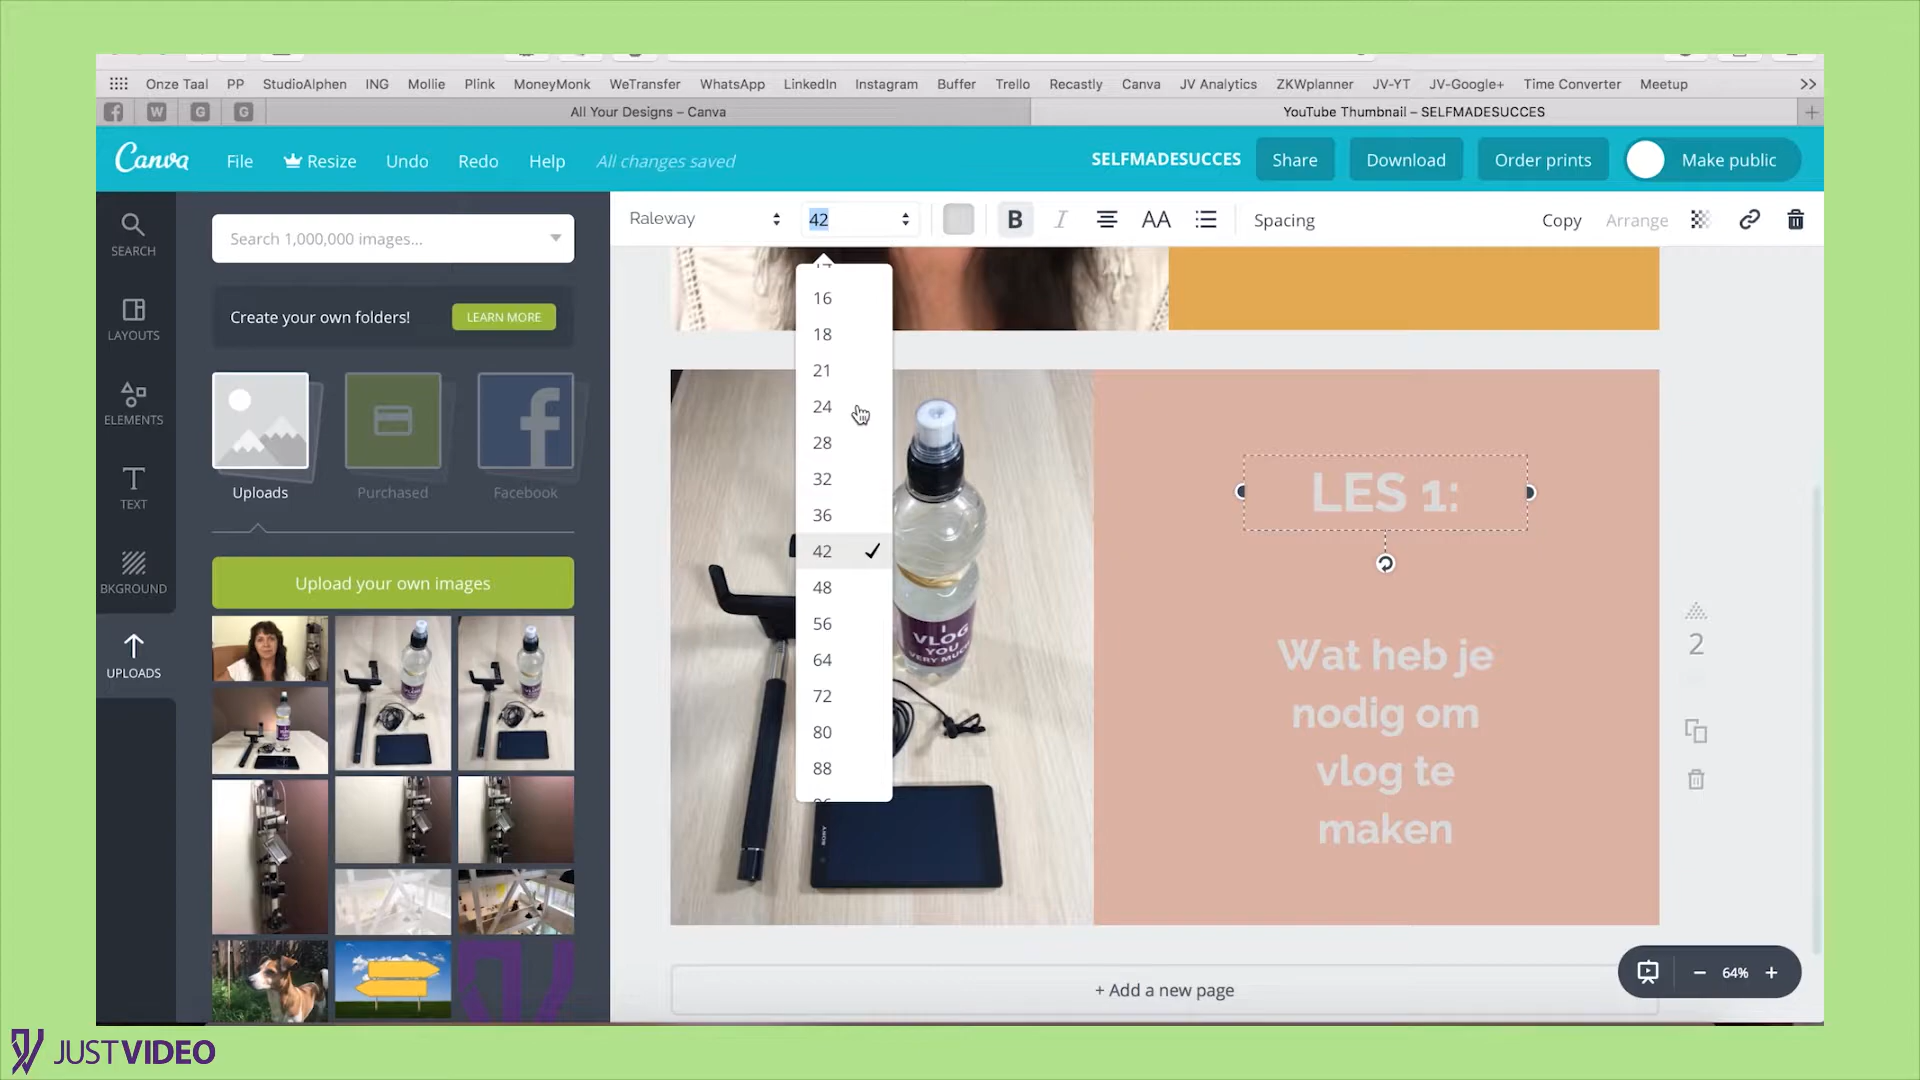 Onze Taal PP StudioAlphen ING Mollie Plink MoneyMonk WeTransfer WhatsApp LinkedIn Instagram Buffer Trello Recastly Canva JV Analytics ZKWplanner JV-YT JV-Google+ Time Converter Meetup >>
f W G G All Your Designs – Canva YouTube Thumbnail – SELFMADESUCCES +
Canva File Resize Undo Redo Help All changes saved SELFMADESUCCES Share Download Order prints Make public
Raleway 42 B I AA Spacing Copy Arrange
SEARCH
LAYOUTS
ELEMENTS
TEXT
BKGROUND
UPLOADS
Search 1,000,000 images...
Create your own folders! LEARN MORE
Uploads Purchased Facebook
Upload your own images
16
18
21
24
28
32
36
42
48
56
64
72
80
88
I
VLOG
YOU
VERY MUCH
SONY
LES 1:
Wat heb je
nodig om
vlog te
maken
2
+ Add a new page
64%
JUSTVIDEO